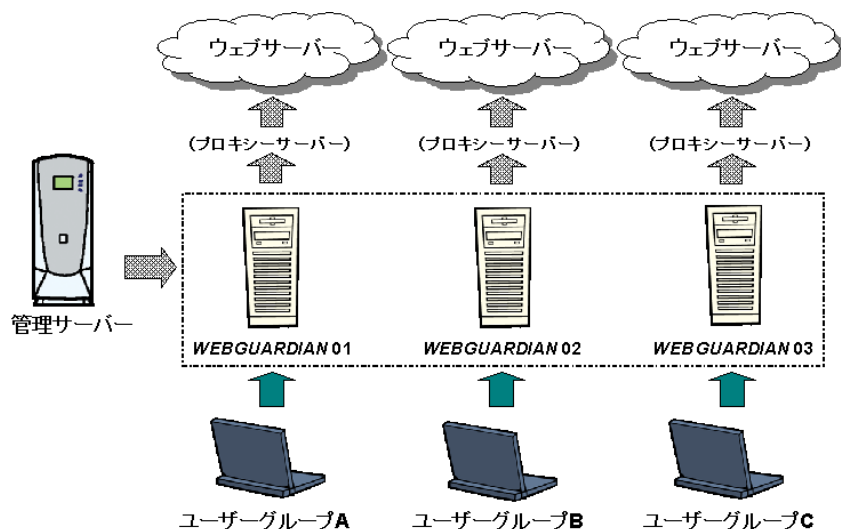 ウェブサーバー ウェブサーバー ウェブサーバー
(プロキシーサーバー) (プロキシーサーバー) (プロキシーサーバー)
管理サーバー
WEBGUARDIAN 01 WEBGUARDIAN 02 WEBGUARDIAN 03
ユーザーグループA ユーザーグループB ユーザーグループC